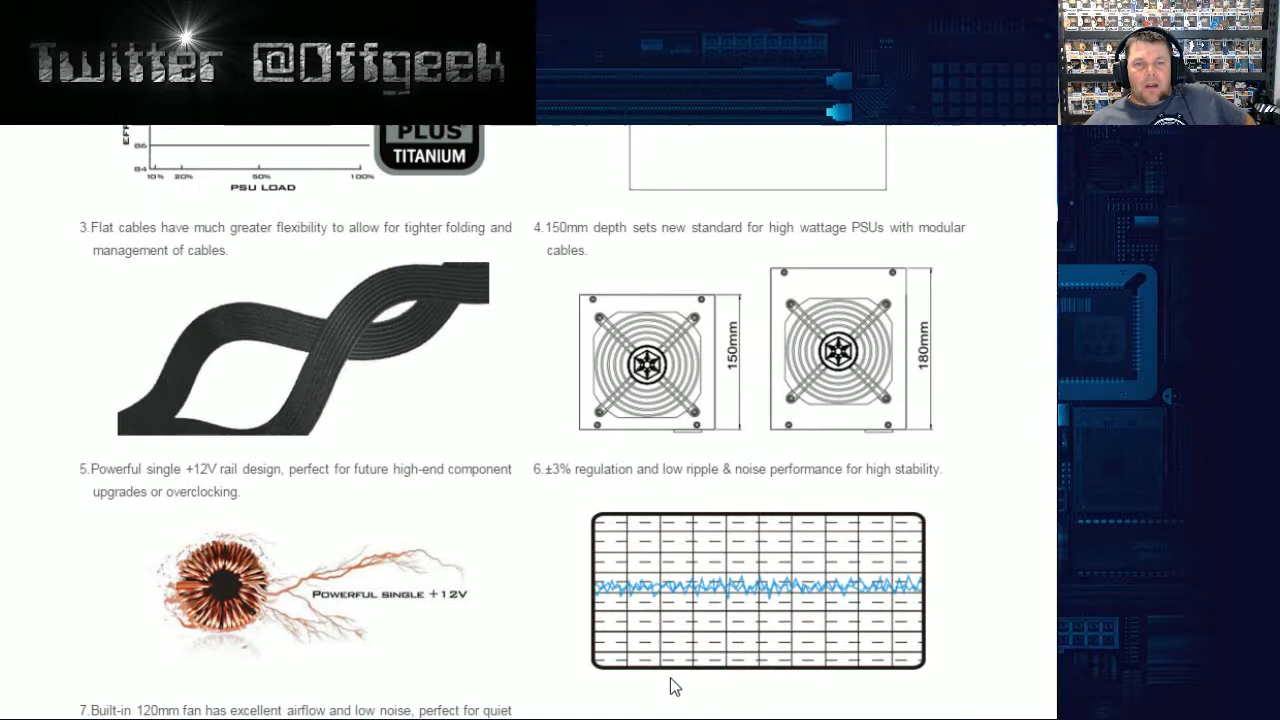 Twitter @Offgeek
86
84
10% 20% 50% 100%
PSU LOAD
PLUS
TITANIUM
3.Flat cables have much greater flexibility to allow for tighter folding and
management of cables.
4.150mm depth sets new standard for high wattage PSUs with modular
cables.
150mm
180mm
5.Powerful single +12V rail design, perfect for future high-end component
upgrades or overclocking.
6.±3% regulation and low ripple & noise performance for high stability.
POWERFUL SINGLE +12V
7.Built-in 120mm fan has excellent airflow and low noise, perfect for quiet